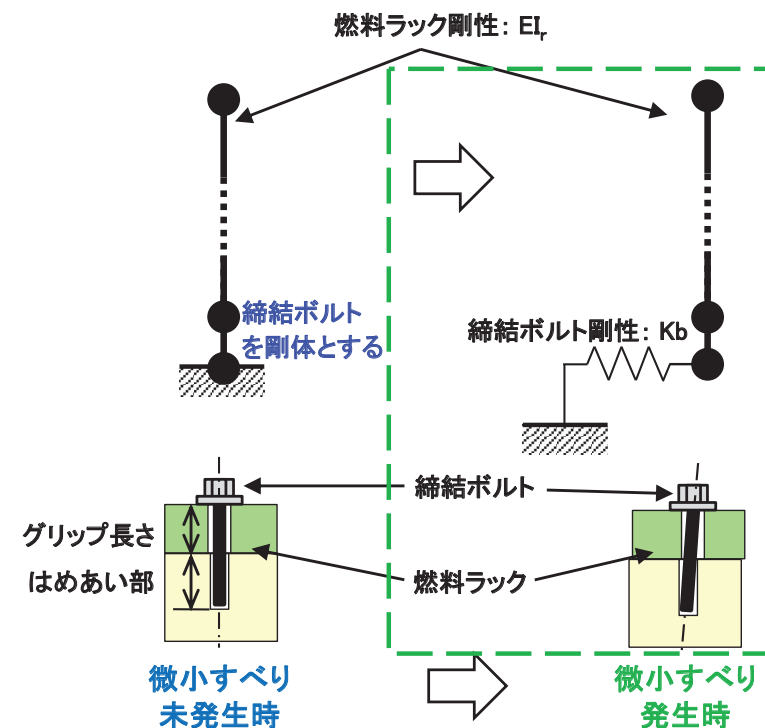 燃料ラック剛性: EIr
締結ボルト
を剛体とする
締結ボルト剛性: Kb
締結ボルト
グリップ長さ
はめあい部
燃料ラック
微小すべり
未発生時
微小すべり
発生時